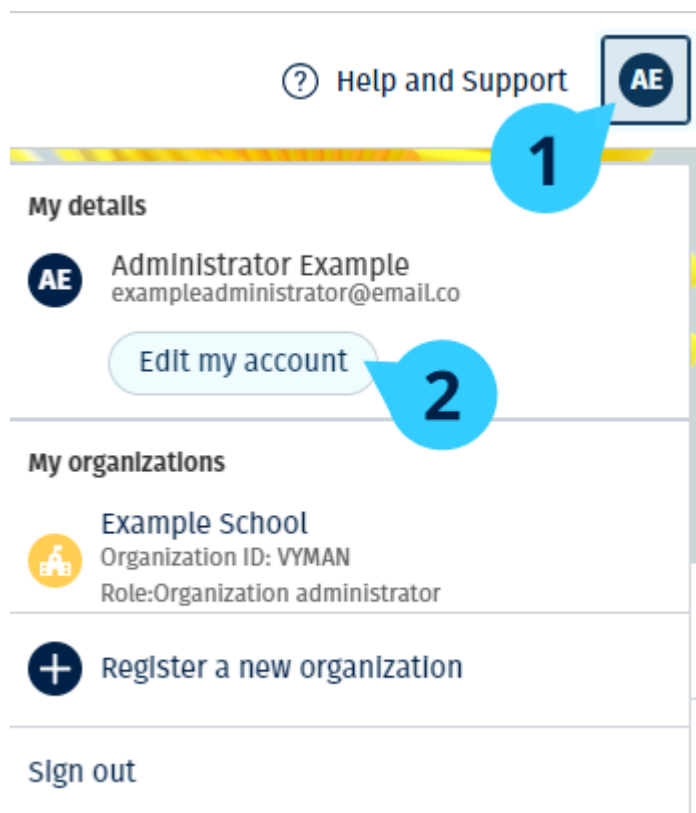 ? Help and Support AE
1
My details
AE Administrator Example
exampleadministrator@email.co
Edit my account
2
My organizations
Example School
Organization ID: VYMAN
Role:Organization administrator
Register a new organization
Sign out